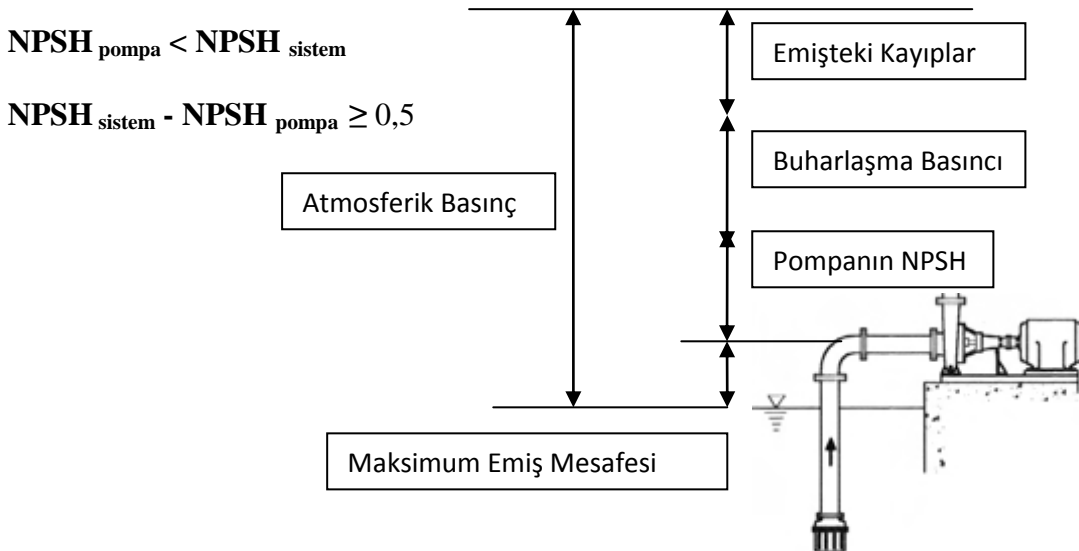 NPSH pompa < NPSH sistem
NPSH sistem - NPSH pompa ≥ 0,5
Emişteki Kayıplar
Buharlaşma Basıncı
Atmosferik Basınç
Pompanın NPSH
Maksimum Emiş Mesafesi